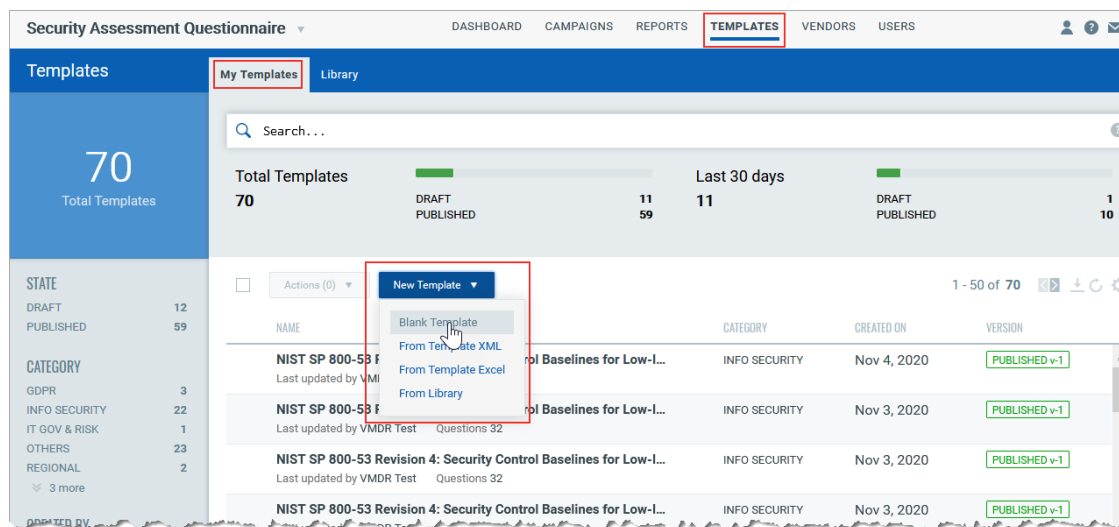 Security Assessment Questionnaire
DASHBOARD CAMPAIGNS REPORTS TEMPLATES VENDORS USERS
Templates
My Templates Library
Search...
70
Total Templates
Total Templates
70
DRAFT 11
PUBLISHED 59
Last 30 days
11
DRAFT 1
PUBLISHED 10
STATE
DRAFT 12
PUBLISHED 59
CATEGORY
GDPR 3
INFO SECURITY 22
IT GOV & RISK 1
OTHERS 23
REGIONAL 2
3 more
Actions (0) New Template 1 - 50 of 70
Blank Template
From Template XML
From Template Excel
From Library
NAME CATEGORY CREATED ON VERSION
NIST SP 800-53 Control Baselines for Low-I... INFO SECURITY Nov 4, 2020 PUBLISHED v-1
Last updated by
NIST SP 800-53 Control Baselines for Low-I... INFO SECURITY Nov 3, 2020 PUBLISHED v-1
Last updated by VMDR Test Questions 32
NIST SP 800-53 Revision 4: Security Control Baselines for Low-I... INFO SECURITY Nov 3, 2020 PUBLISHED v-1
Last updated by VMDR Test Questions 32
NIST SP 800-53 Revision 4: Security Control Baselines for Low-I... INFO SECURITY Nov 3, 2020 PUBLISHED v-1